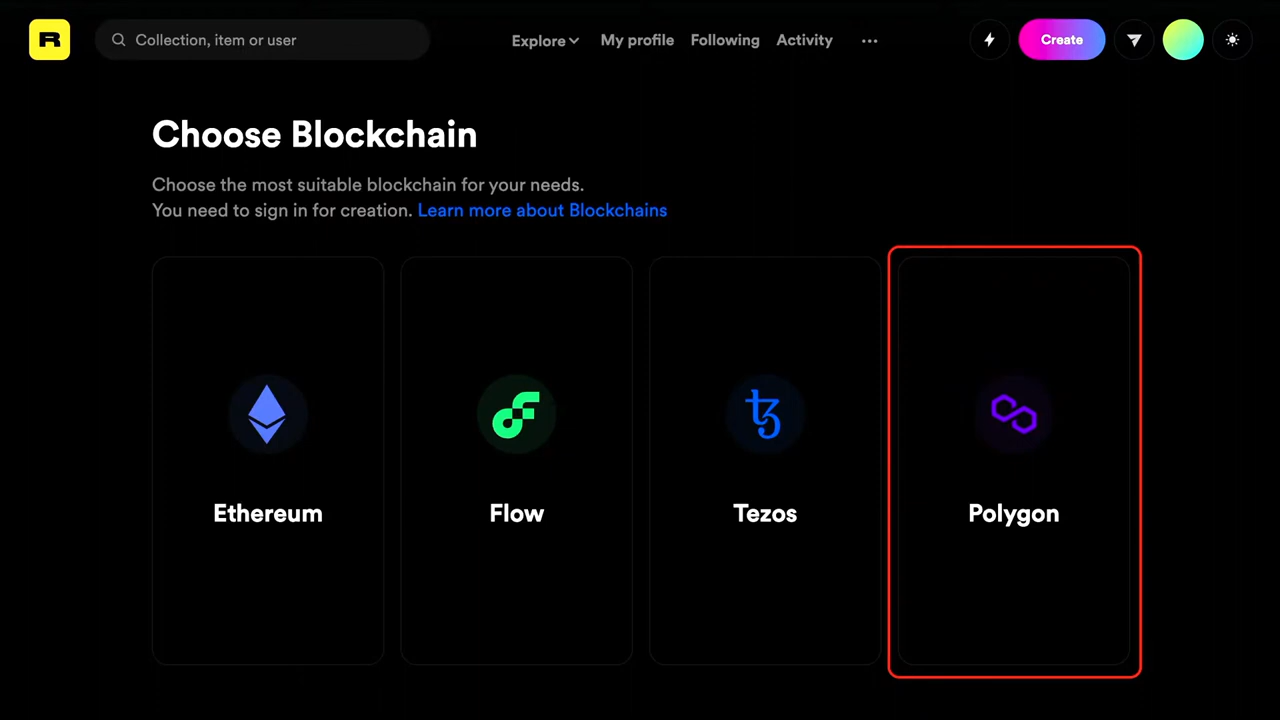 R
Collection, item or user
Explore
My profile
Following
Activity
Create
Choose Blockchain
Choose the most suitable blockchain for your needs.
You need to sign in for creation. Learn more about Blockchains
Ethereum
Flow
Tezos
Polygon